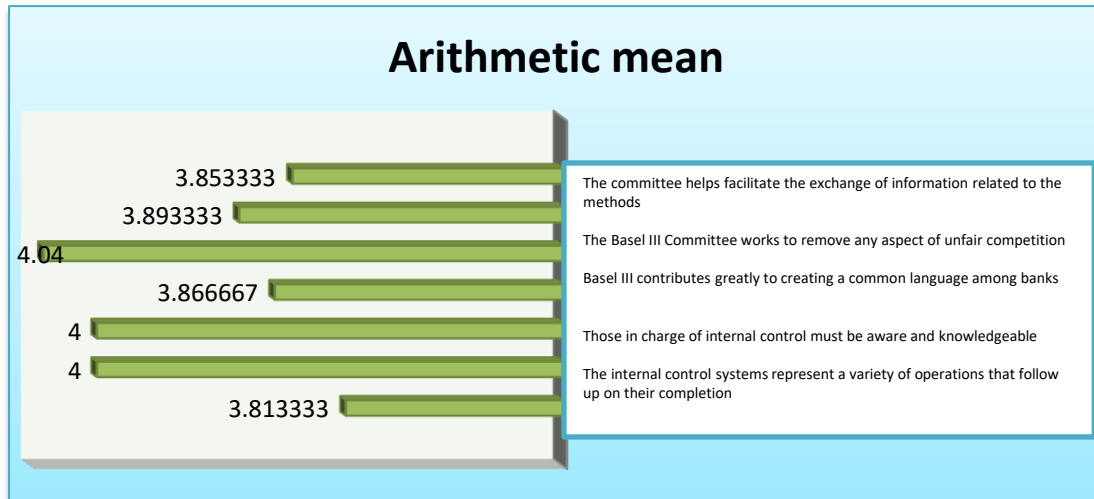 Arithmetic mean
3.853333
3.893333
4.04
3.866667
4
4
3.813333
The committee helps facilitate the exchange of information related to the
methods
The Basel III Committee works to remove any aspect of unfair competition
Basel III contributes greatly to creating a common language among banks
Those in charge of internal control must be aware and knowledgeable
The internal control systems represent a variety of operations that follow
up on their completion